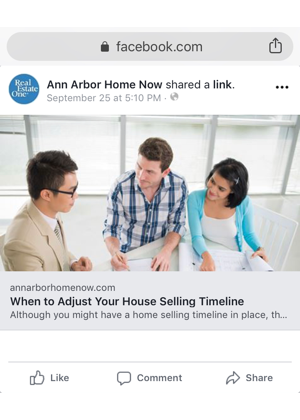 facebook.com
Real
Estate
One
Ann Arbor Home Now shared a link.
September 25 at 5:10 PM ·
annarborhomenow.com
When to Adjust Your House Selling Timeline
Although you might have a home selling timeline in place, th...
Like
Comment
Share